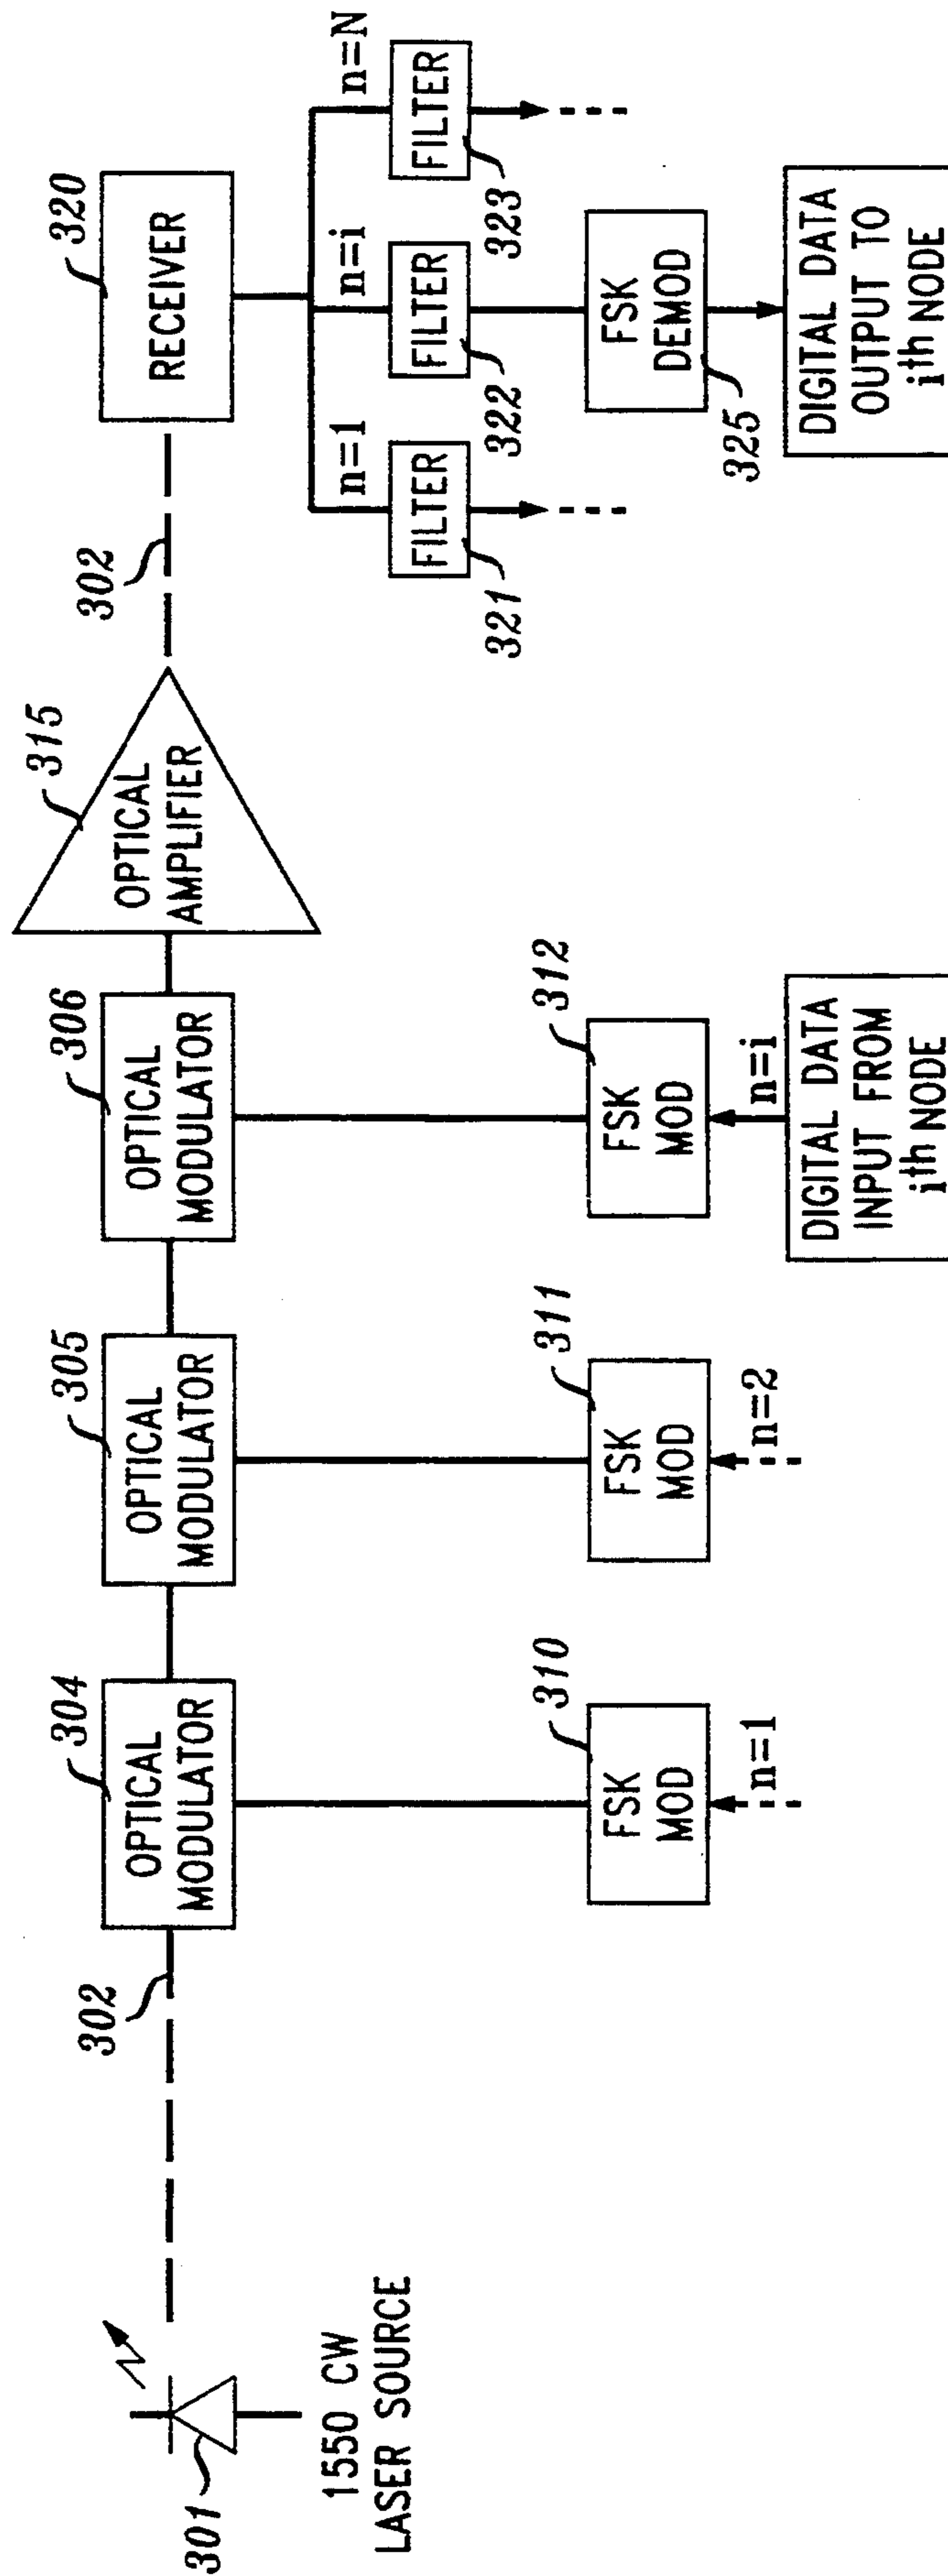 301
1550 CW
LASER SOURCE
302
304
OPTICAL
MODULATOR
305
OPTICAL
MODULATOR
306
OPTICAL
MODULATOR
315
OPTICAL
AMPLIFIER
302
320
RECEIVER
310
FSK
MOD
n=1
311
FSK
MOD
n=2
312
FSK
MOD
n=i
DIGITAL DATA
INPUT FROM
ith NODE
n=1
FILTER
321
n=i
FILTER
322
n=N
FILTER
323
FSK
DEMOD
325
DIGITAL DATA
OUTPUT TO
ith NODE